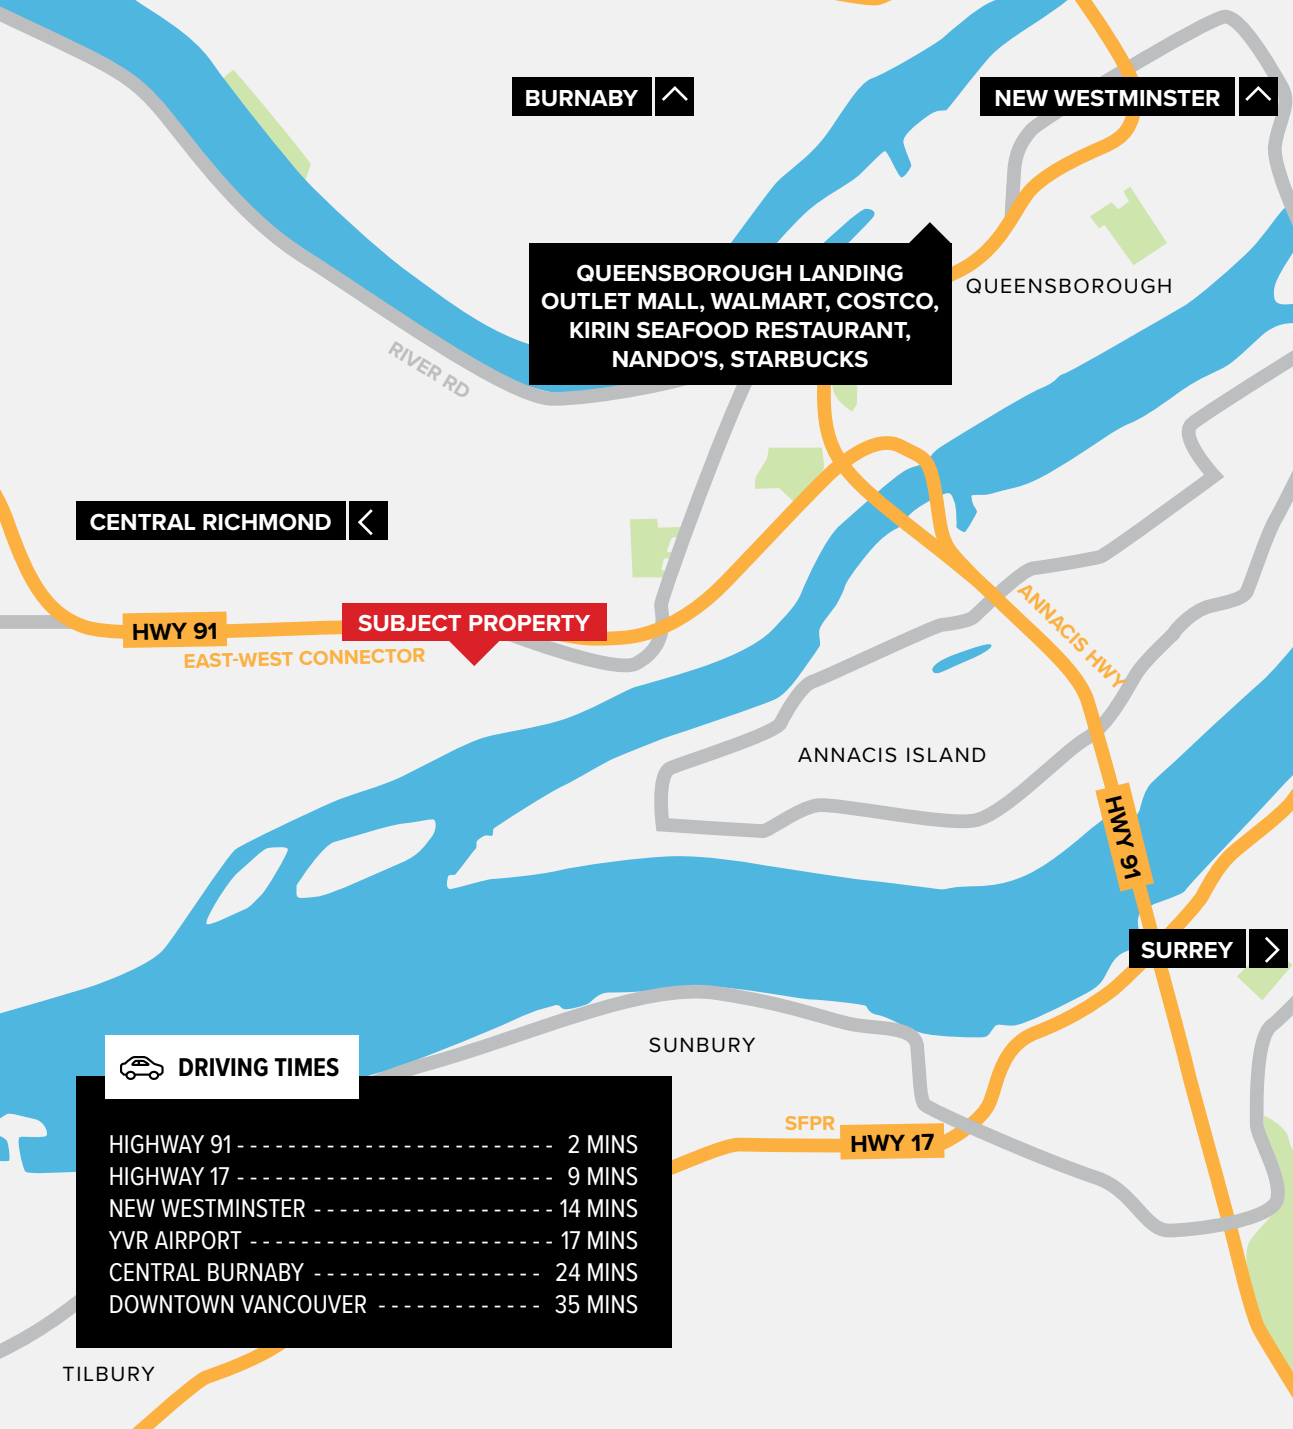 BURNABY
NEW WESTMINSTER
QUEENSBOROUGH LANDING
OUTLET MALL, WALMART, COSTCO,
KIRIN SEAFOOD RESTAURANT,
NANDO'S, STARBUCKS
QUEENSBOROUGH
RIVER RD
CENTRAL RICHMOND
HWY 91
SUBJECT PROPERTY
EAST-WEST CONNECTOR
ANNACIS HWY
ANNACIS ISLAND
HWY 91
SURREY
SUNBURY
SFPR
HWY 17
DRIVING TIMES
HIGHWAY 91 - - - - - - - - - - - - - - - - - - - - - - - - - 2 MINS
HIGHWAY 17 - - - - - - - - - - - - - - - - - - - - - - - - - 9 MINS
NEW WESTMINSTER - - - - - - - - - - - - - - - - - - - 14 MINS
YVR AIRPORT - - - - - - - - - - - - - - - - - - - - - - - - 17 MINS
CENTRAL BURNABY - - - - - - - - - - - - - - - - - - 24 MINS
DOWNTOWN VANCOUVER - - - - - - - - - - - - - 35 MINS
TILBURY